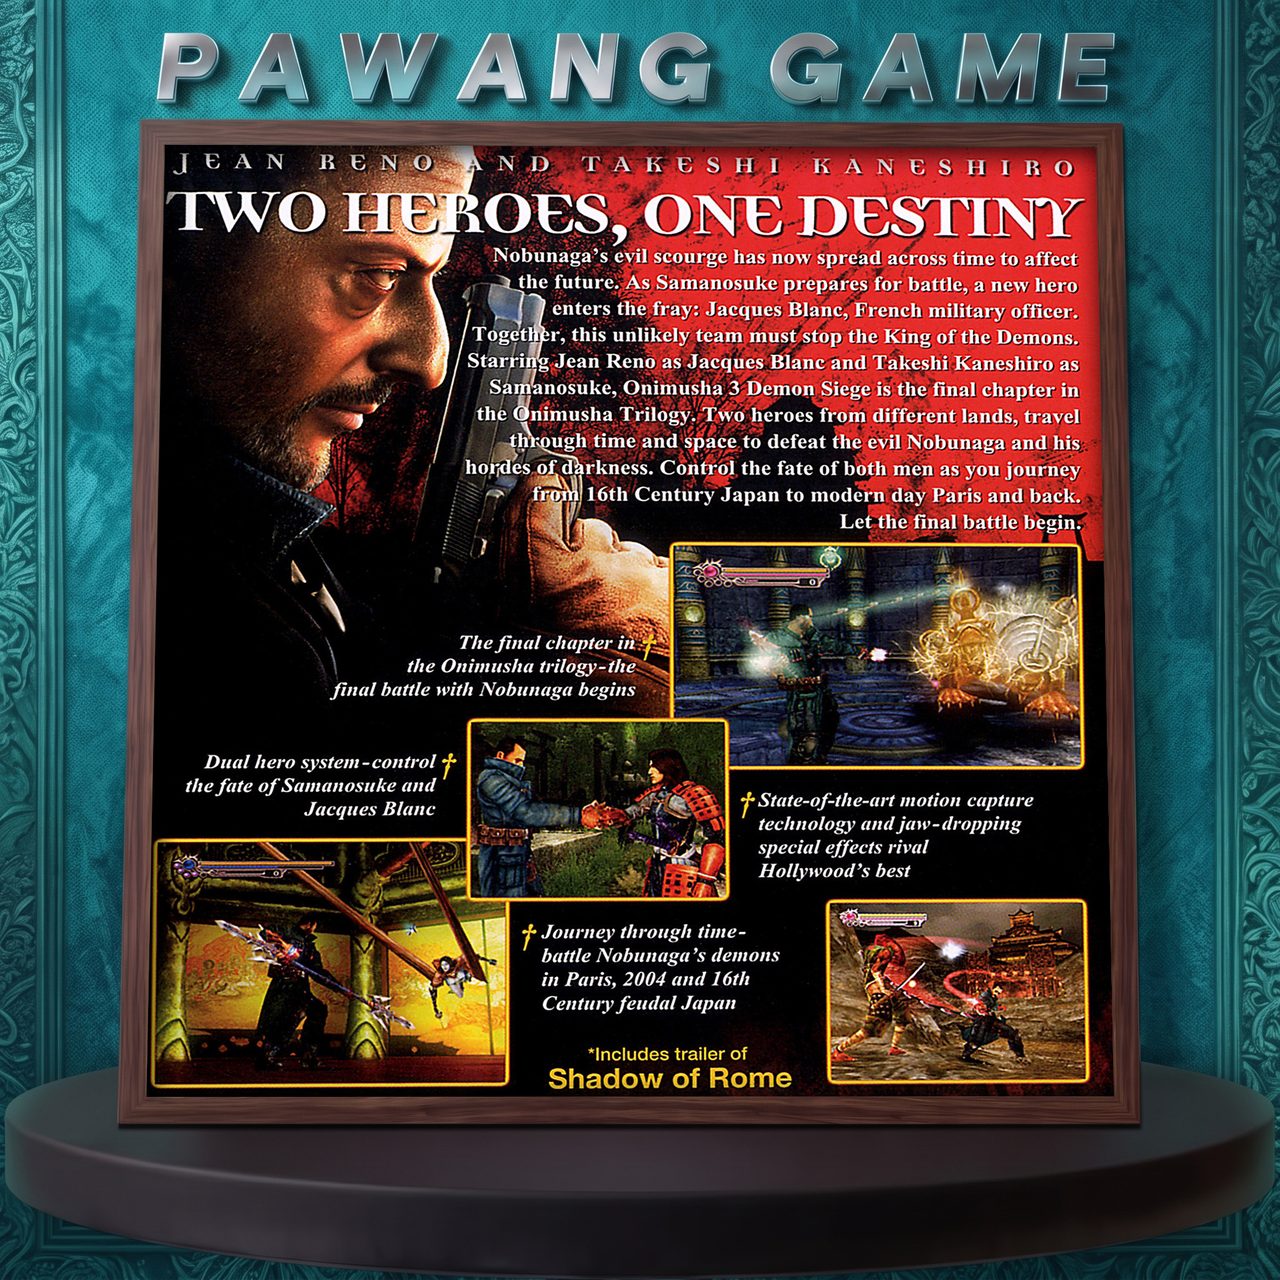 PAWANG GAME
JEAN RENO AND TAKESHI KANESHIRO
TWO HEROES, ONE DESTINY
Nobunaga's evil scourge has now spread across time to affect
the future. As Samanosuke prepares for battle, a new hero
enters the fray: Jacques Blanc, French military officer.
Together, this unlikely team must stop the King of the Demons.
Starring Jean Reno as Jacques Blanc and Takeshi Kaneshiro as
Samanosuke, Onimusha 3 Demon Siege is the final chapter in
the Onimusha Trilogy. Two heroes from different lands, travel
through time and space to defeat the evil Nobunaga and his
hordes of darkness. Control the fate of both men as you journey
from 16th Century Japan to modern day Paris and back.
Let the final battle begin.
The final chapter in
the Onimusha trilogy-the
final battle with Nobunaga begins
Dual hero system-control
the fate of Samanosuke and
Jacques Blanc
State-of-the-art motion capture
technology and jaw-dropping
special effects rival
Hollywood's best
Journey through time-
battle Nobunaga's demons
in Paris, 2004 and 16th
Century feudal Japan
*Includes trailer of
Shadow of Rome